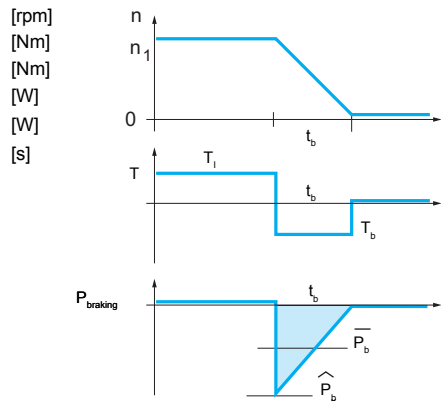 [rpm]
[Nm]
[Nm]
[W]
[W]
[s]
n
n1
0
tb
T
Tl
tb
Tb
Pbraking
tb
P̅b
P̂b